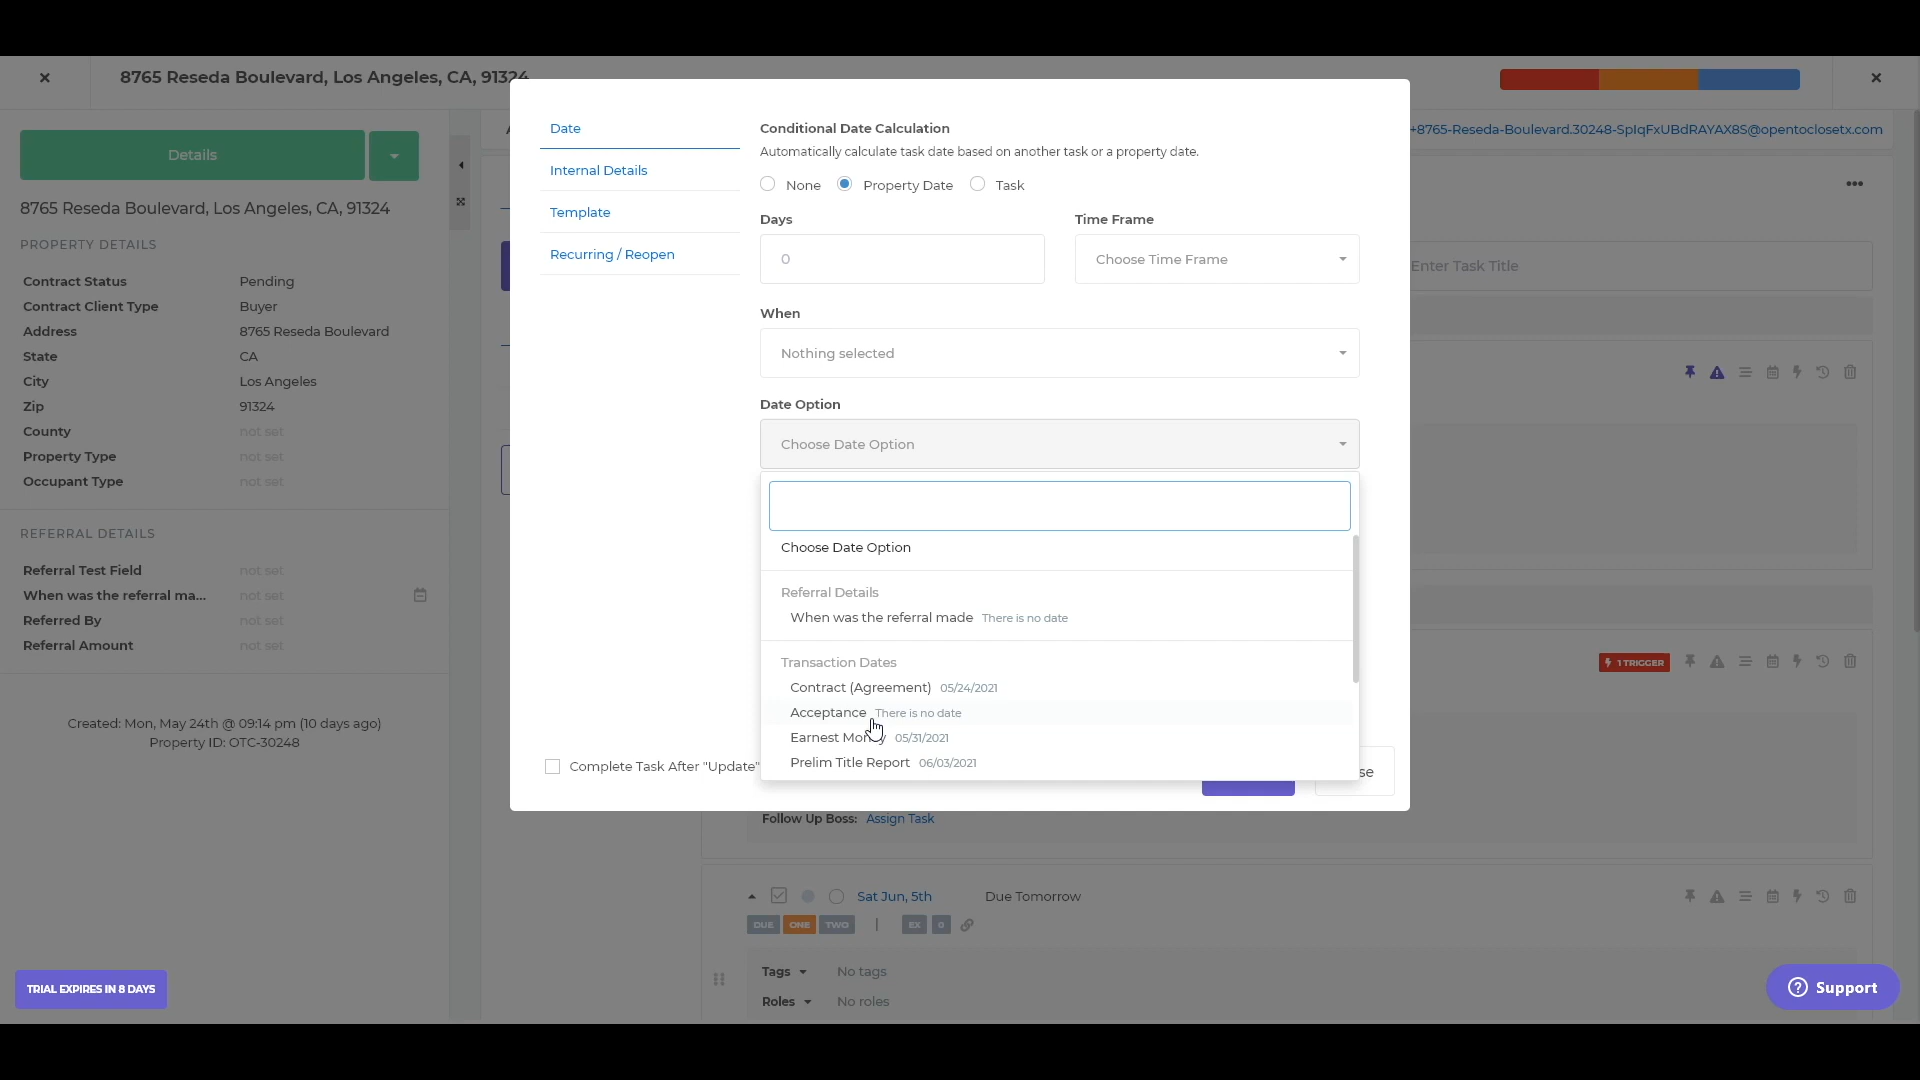 8765 Reseda Boulevard, Los Angeles, CA, 91324
+8765-Reseda-Boulevard.30248-SplqFxUBdRAYAX8S@opentoclosetx.com
Details
8765 Reseda Boulevard, Los Angeles, CA, 91324
PROPERTY DETAILS
Contract Status Pending
Contract Client Type Buyer
Address 8765 Reseda Boulevard
State CA
City Los Angeles
Zip 91324
County not set
Property Type not set
Occupant Type not set
REFERRAL DETAILS
Referral Test Field not set
When was the referral ma... not set
Referred By not set
Referral Amount not set
Created: Mon, May 24th @ 09:14 pm (10 days ago)
Property ID: OTC-30248
TRIAL EXPIRES IN 8 DAYS
Date
Internal Details
Template
Recurring / Reopen
Conditional Date Calculation
Automatically calculate task date based on another task or a property date.
None Property Date Task
Days Time Frame
0 Choose Time Frame
When
Nothing selected
Date Option
Choose Date Option
Choose Date Option
Referral Details
When was the referral made There is no date
Transaction Dates
Contract (Agreement) 05/24/2021
Acceptance There is no date
Earnest Money 05/31/2021
Prelim Title Report 06/03/2021
Complete Task After "Update"
se
Enter Task Title
1 TRIGGER
Follow Up Boss: Assign Task
Sat Jun, 5th Due Tomorrow
DUE ONE TWO | EX 0
Tags No tags
Roles No roles
Support